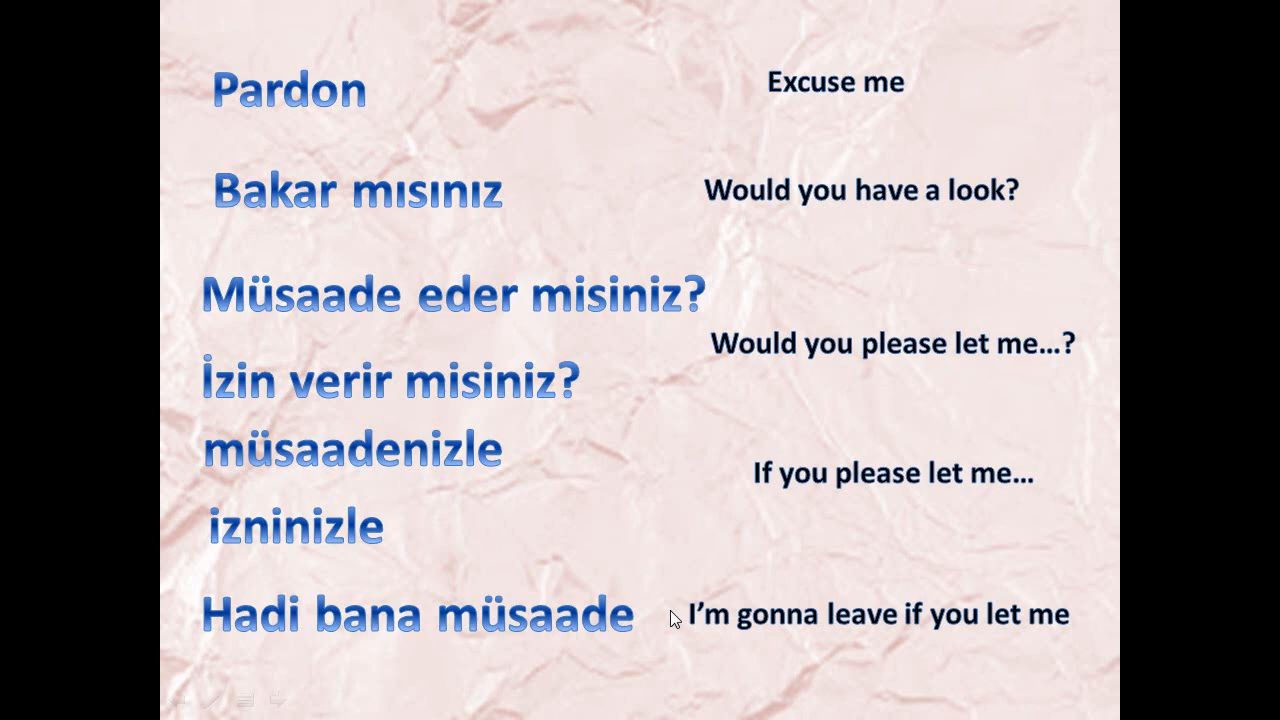 Pardon
Excuse me
Bakar mısınız
Would you have a look?
Müsaade eder misiniz?
Would you please let me...?
İzin verir misiniz?
müsaadenizle
If you please let me...
izninizle
Hadi bana müsaade
I'm gonna leave if you let me